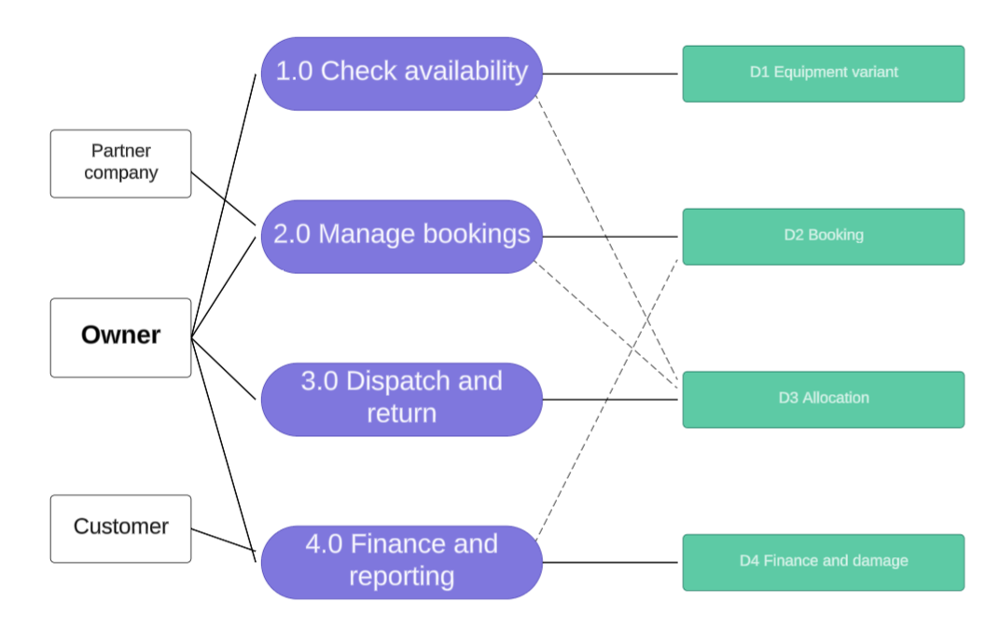 1.0 Check availability
D1 Equipment variant
Partner
company
2.0 Manage bookings
D2 Booking
Owner
3.0 Dispatch and
return
D3 Allocation
Customer
4.0 Finance and
reporting
D4 Finance and damage